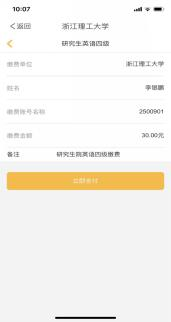 10:07
返回 浙江理工大学
研究生英语四级
缴费单位 浙江理工大学
姓名 李银鹏
缴费账号名称 2500901
缴费金额 30.00元
备注 研究生院英语四级缴费
立即支付